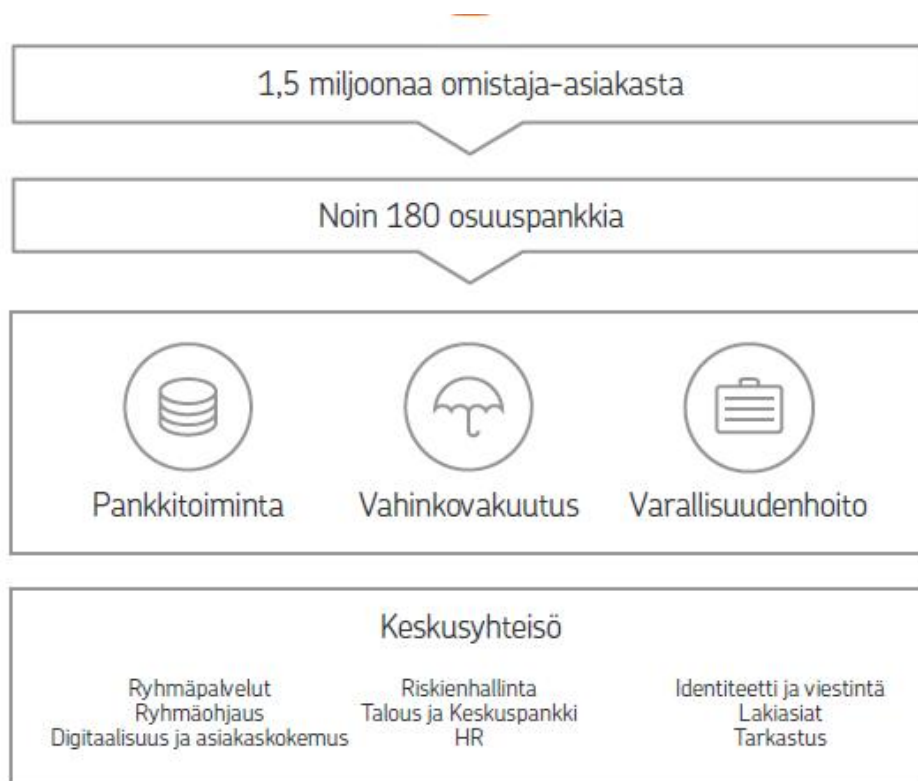 1,5 miljoonaa omistaja-asiakasta
Noin 180 osuuspankkia
Pankkitoiminta
Vahinkovakuutus
Varallisuudenhoito
Keskusyhteisö
Ryhmäpalvelut
Ryhmäohjaus
Digitaalisuus ja asiakaskokemus
Riskienhallinta
Talous ja Keskuspankki
HR
Identiteetti ja viestintä
Lakiasiat
Tarkastus